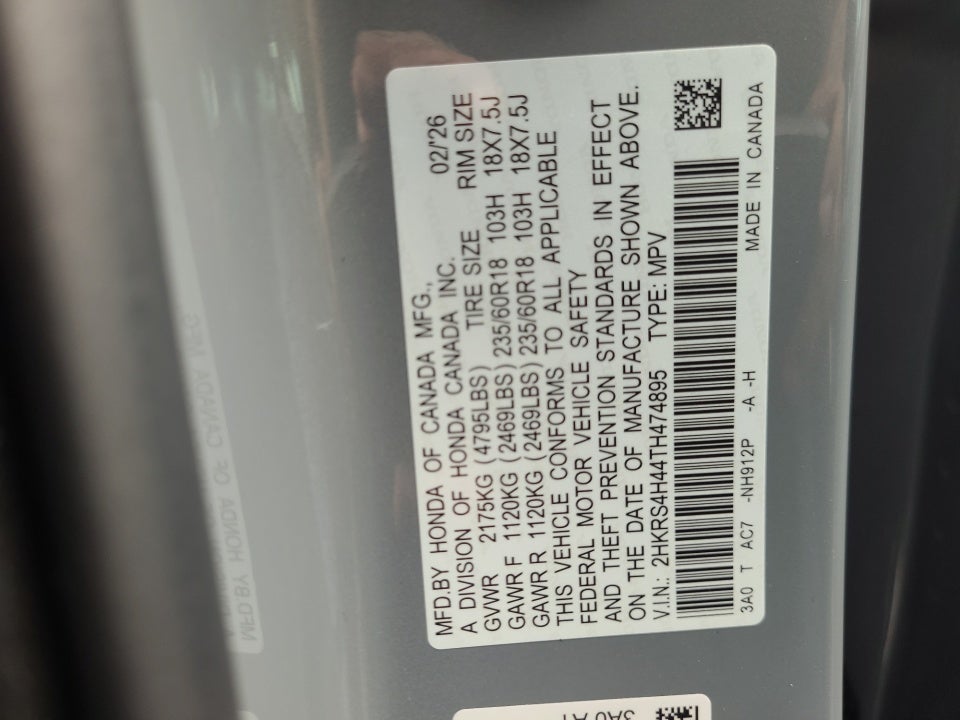 MFD.BY HONDA OF CANADA MFG.,
A DIVISION OF HONDA CANADA INC. 02/'26
GVWR 2175KG (4795LBS) TIRE SIZE RIM SIZE
GAWR F 1120KG (2469LBS) 235/60R18 103H 18X7.5J
GAWR R 1120KG (2469LBS) 235/60R18 103H 18X7.5J
THIS VEHICLE CONFORMS TO ALL APPLICABLE
FEDERAL MOTOR VEHICLE SAFETY
AND THEFT PREVENTION STANDARDS IN EFFECT
ON THE DATE OF MANUFACTURE SHOWN ABOVE.
V.I.N.: 2HKRS4H44TH474895 TYPE: MPV
3A0 T AC7 -NH912P -A -H MADE IN CANADA